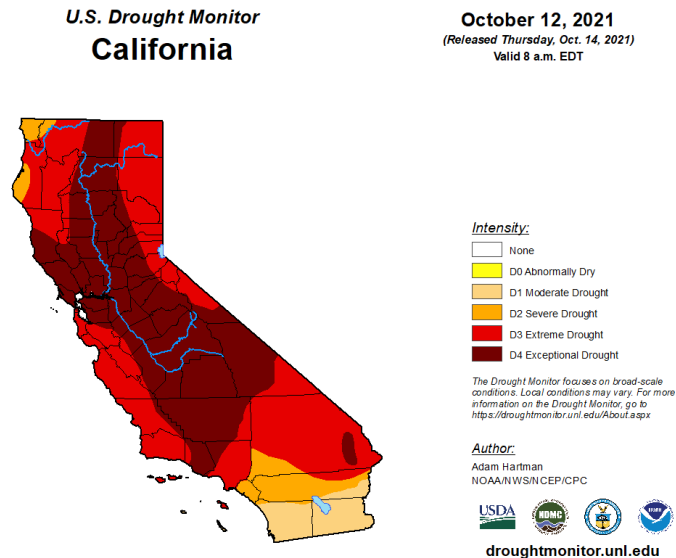 U.S. Drought Monitor
California
October 12, 2021
(Released Thursday, Oct. 14, 2021)
Valid 8 a.m. EDT
Intensity:
None
D0 Abnormally Dry
D1 Moderate Drought
D2 Severe Drought
D3 Extreme Drought
D4 Exceptional Drought
The Drought Monitor focuses on broad-scale
conditions. Local conditions may vary. For more
information on the Drought Monitor, go to
https://droughtmonitor.unl.edu/About.aspx
Author:
Adam Hartman
NOAA/NWS/NCEP/CPC
USDA
NDMC
NOAA
droughtmonitor.unl.edu